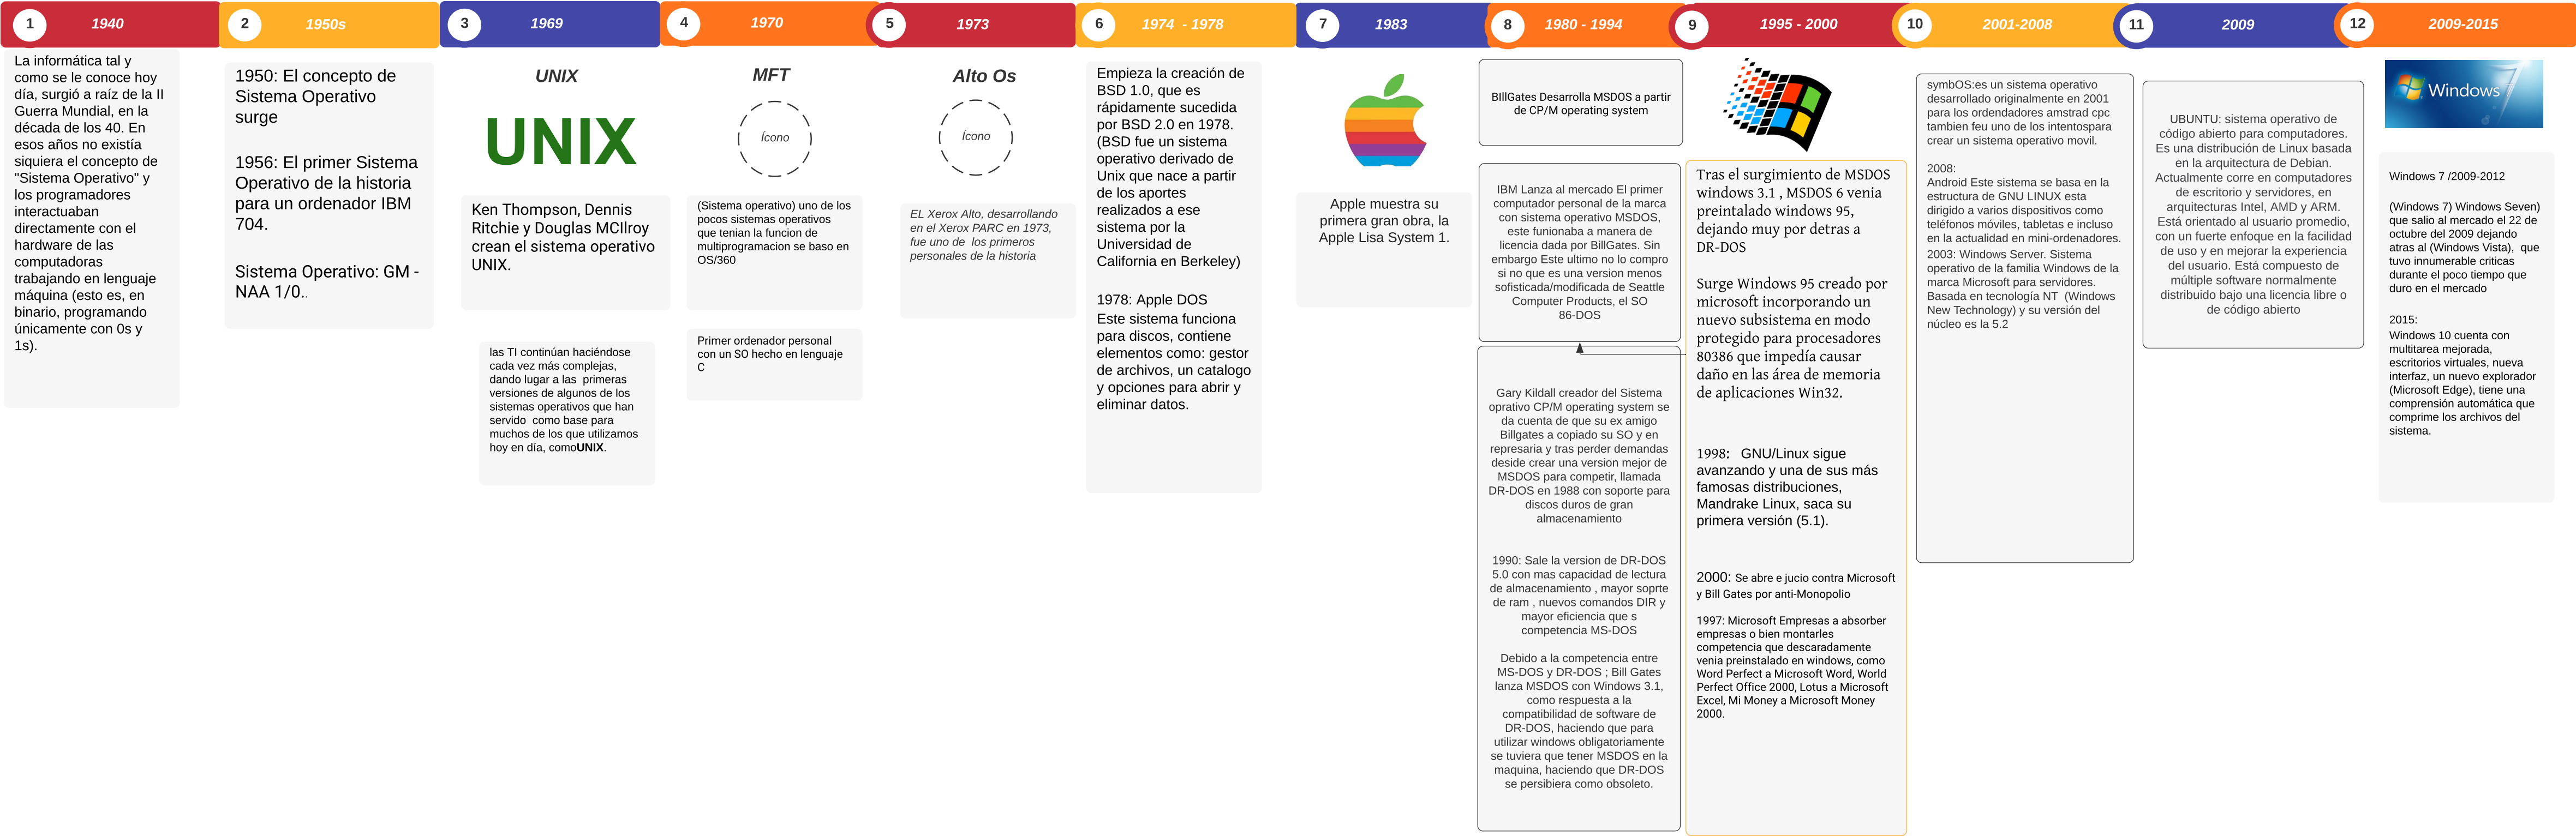 1
1940
La informática tal y
como se le conoce hoy
día, surgió a raíz de la II
Guerra Mundial, en la
década de los 40. En
esos años no existía
siquiera el concepto de
"Sistema Operativo" y
los programadores
interactuaban
directamente con el
hardware de las
computadoras
trabajando en lenguaje
máquina (esto es, en
binario, programando
únicamente con 0s y
1s).
2
1950s
1950: El concepto de
Sistema Operativo
surge
1956: El primer Sistema
Operativo de la historia
para un ordenador IBM
704.
Sistema Operativo: GM -
NAA 1/0..
3
1969
UNIX
UNIX
Ken Thompson, Dennis
Ritchie y Douglas MCIlroy
crean el sistema operativo
UNIX.
las TI continúan haciéndose
cada vez más complejas,
dando lugar a las primeras
versiones de algunos de los
sistemas operativos que han
servido como base para
muchos de los que utilizamos
hoy en día, comoUNIX.
4
1970
MFT
Ícono
(Sistema operativo) uno de los
pocos sistemas operativos
que tenian la funcion de
multiprogramacion se baso en
OS/360
Primer ordenador personal
con un SO hecho en lenguaje
C
5
1973
Alto Os
Ícono
EL Xerox Alto, desarrollando
en el Xerox PARC en 1973,
fue uno de los primeros
personales de la historia
6
1974 - 1978
Empieza la creación de
BSD 1.0, que es
rápidamente sucedida
por BSD 2.0 en 1978.
(BSD fue un sistema
operativo derivado de
Unix que nace a partir
de los aportes
realizados a ese
sistema por la
Universidad de
California en Berkeley)
1978: Apple DOS
Este sistema funciona
para discos, contiene
elementos como: gestor
de archivos, un catalogo
y opciones para abrir y
eliminar datos.
7
1983
Apple muestra su
primera gran obra, la
Apple Lisa System 1.
8
1980 - 1994
BIllGates Desarrolla MSDOS a partir
de CP/M operating system
IBM Lanza al mercado El primer
computador personal de la marca
con sistema operativo MSDOS,
este funionaba a manera de
licencia dada por BillGates. Sin
embargo Este ultimo no lo compro
si no que es una version menos
sofisticada/modificada de Seattle
Computer Products, el SO
86-DOS
Gary Kildall creador del Sistema
oprativo CP/M operating system se
da cuenta de que su ex amigo
Billgates a copiado su SO y en
represaria y tras perder demandas
deside crear una version mejor de
MSDOS para competir, llamada
DR-DOS en 1988 con soporte para
discos duros de gran
almacenamiento
1990: Sale la version de DR-DOS
5.0 con mas capacidad de lectura
de almacenamiento , mayor soprte
de ram , nuevos comandos DIR y
mayor eficiencia que s
competencia MS-DOS
Debido a la competencia entre
MS-DOS y DR-DOS ; Bill Gates
lanza MSDOS con Windows 3.1,
como respuesta a la
compatibilidad de software de
DR-DOS, haciendo que para
utilizar windows obligatoriamente
se tuviera que tener MSDOS en la
maquina, haciendo que DR-DOS
se persibiera como obsoleto.
9
1995 - 2000
Tras el surgimiento de MSDOS
windows 3.1 , MSDOS 6 venia
preintalado windows 95,
dejando muy por detras a
DR-DOS
Surge Windows 95 creado por
microsoft incorporando un
nuevo subsistema en modo
protegido para procesadores
80386 que impedía causar
daño en las área de memoria
de aplicaciones Win32.
1998: GNU/Linux sigue
avanzando y una de sus más
famosas distribuciones,
Mandrake Linux, saca su
primera versión (5.1).
2000: Se abre e jucio contra Microsoft
y Bill Gates por anti-Monopolio
1997: Microsoft Empresas a absorber
empresas o bien montarles
competencia que descaradamente
venia preinstalado en windows, como
Word Perfect a Microsoft Word, World
Perfect Office 2000, Lotus a Microsoft
Excel, Mi Money a Microsoft Money
2000.
10
2001-2008
symbOS:es un sistema operativo
desarrollado originalmente en 2001
para los ordendadores amstrad cpc
tambien feu uno de los intentospara
crear un sistema operativo movil.
2008:
Android Este sistema se basa en la
estructura de GNU LINUX esta
dirigido a varios dispositivos como
teléfonos móviles, tabletas e incluso
en la actualidad en mini-ordenadores.
2003: Windows Server. Sistema
operativo de la familia Windows de la
marca Microsoft para servidores.
Basada en tecnología NT (Windows
New Technology) y su versión del
núcleo es la 5.2
11
2009
UBUNTU: sistema operativo de
código abierto para computadores.
Es una distribución de Linux basada
en la arquitectura de Debian.
Actualmente corre en computadores
de escritorio y servidores, en
arquitecturas Intel, AMD y ARM.
Está orientado al usuario promedio,
con un fuerte enfoque en la facilidad
de uso y en mejorar la experiencia
del usuario. Está compuesto de
múltiple software normalmente
distribuido bajo una licencia libre o
de código abierto
12
2009-2015
Windows 7
Windows 7 /2009-2012
(Windows 7) Windows Seven)
que salio al mercado el 22 de
octubre del 2009 dejando
atras al (Windows Vista), que
tuvo innumerable criticas
durante el poco tiempo que
duro en el mercado
2015:
Windows 10 cuenta con
multitarea mejorada,
escritorios virtuales, nueva
interfaz, un nuevo explorador
(Microsoft Edge), tiene una
comprensión automática que
comprime los archivos del
sistema.